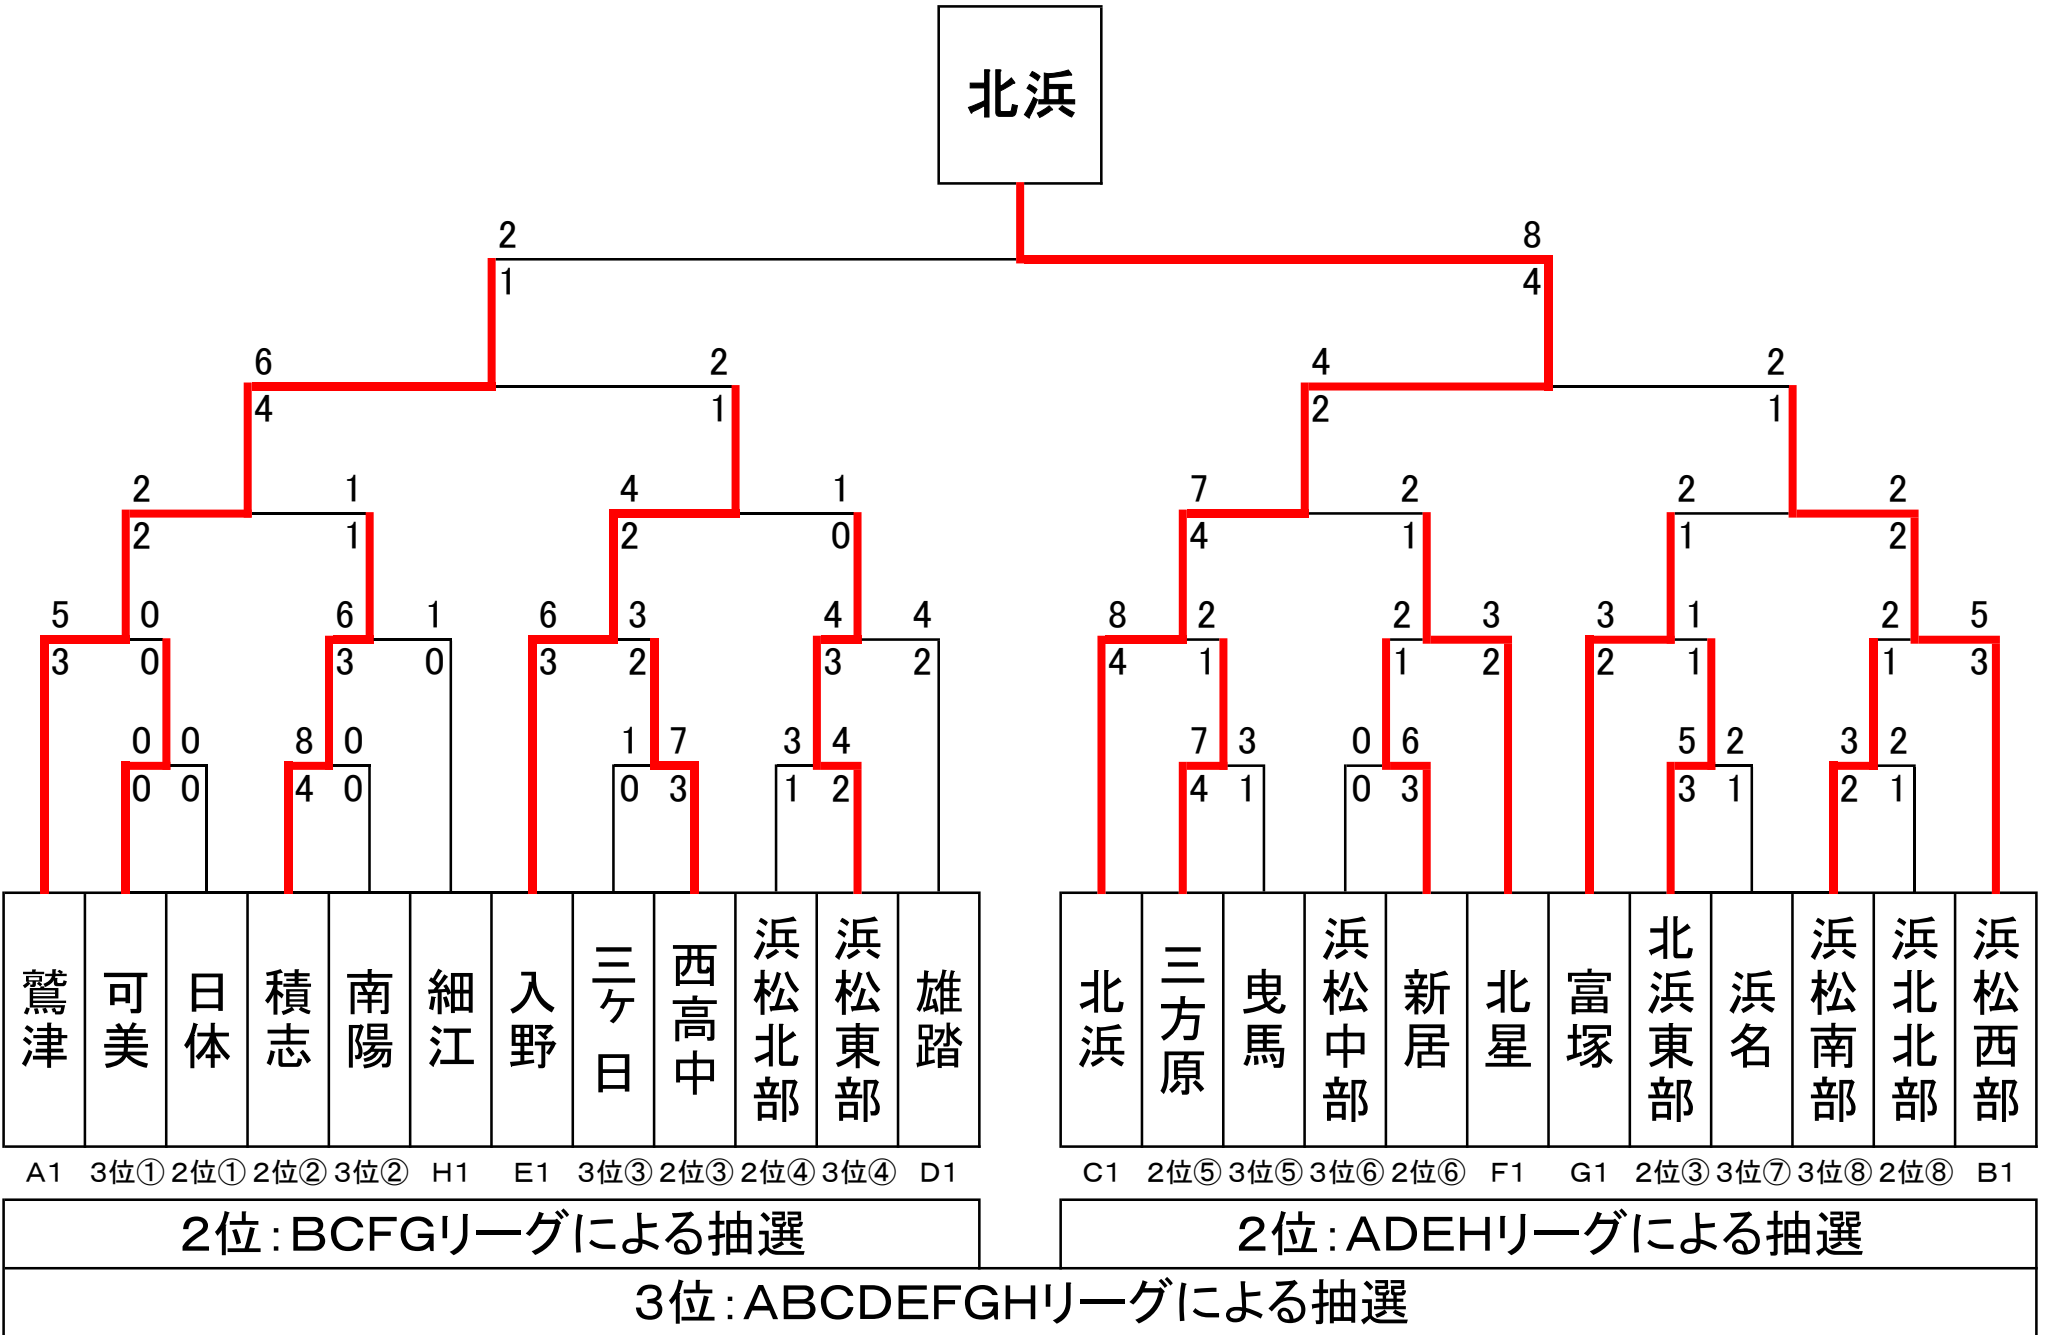 北浜
2 8
1 4
6 2 4 2
4 1 2 1
2 1 4 1 7 2 2 2
2 1 2 0 4 1 1 2
5 0 6 1 6 3 4 4 8 2 2 3 3 1 2 5
3 0 3 0 3 2 3 2 4 1 1 2 2 1 1 3
0 0 8 0 1 7 3 4 7 3 0 6 5 2 3 2
0 0 4 0 0 3 1 2 4 1 0 3 3 1 2 1
鷲津
可美
日体
積志
南陽
細江
入野
三ヶ日
西高中
浜松北部
浜松東部
雄踏
北浜
三方原
曳馬
浜松中部
新居
北星
富塚
北浜東部
浜名
浜松南部
浜北北部
浜松西部
A1 3位① 2位① 2位② 3位② H1 E1 3位③ 2位③ 2位④ 3位④ D1 C1 2位⑤ 3位⑤ 3位⑥ 2位⑥ F1 G1 2位③ 3位⑦ 3位⑧ 2位⑧ B1
2位:BCFGリーグによる抽選 2位:ADEHリーグによる抽選
3位:ABCDEFGHリーグによる抽選